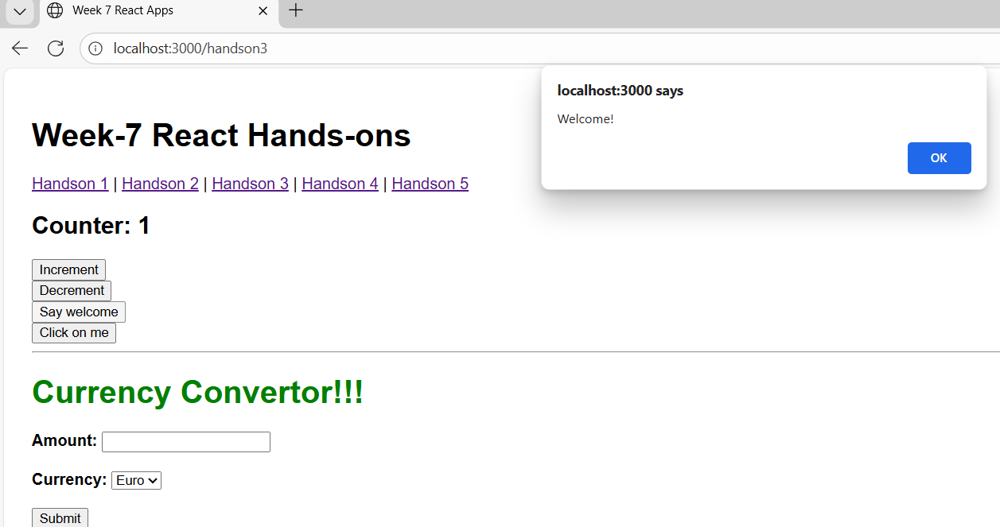 Week 7 React Apps
localhost:3000/handson3
localhost:3000 says
Welcome!
OK
Week-7 React Hands-ons
Handson 1 | Handson 2 | Handson 3 | Handson 4 | Handson 5
Counter: 1
Increment
Decrement
Say welcome
Click on me
Currency Convertor!!!
Amount:
Currency: Euro
Submit